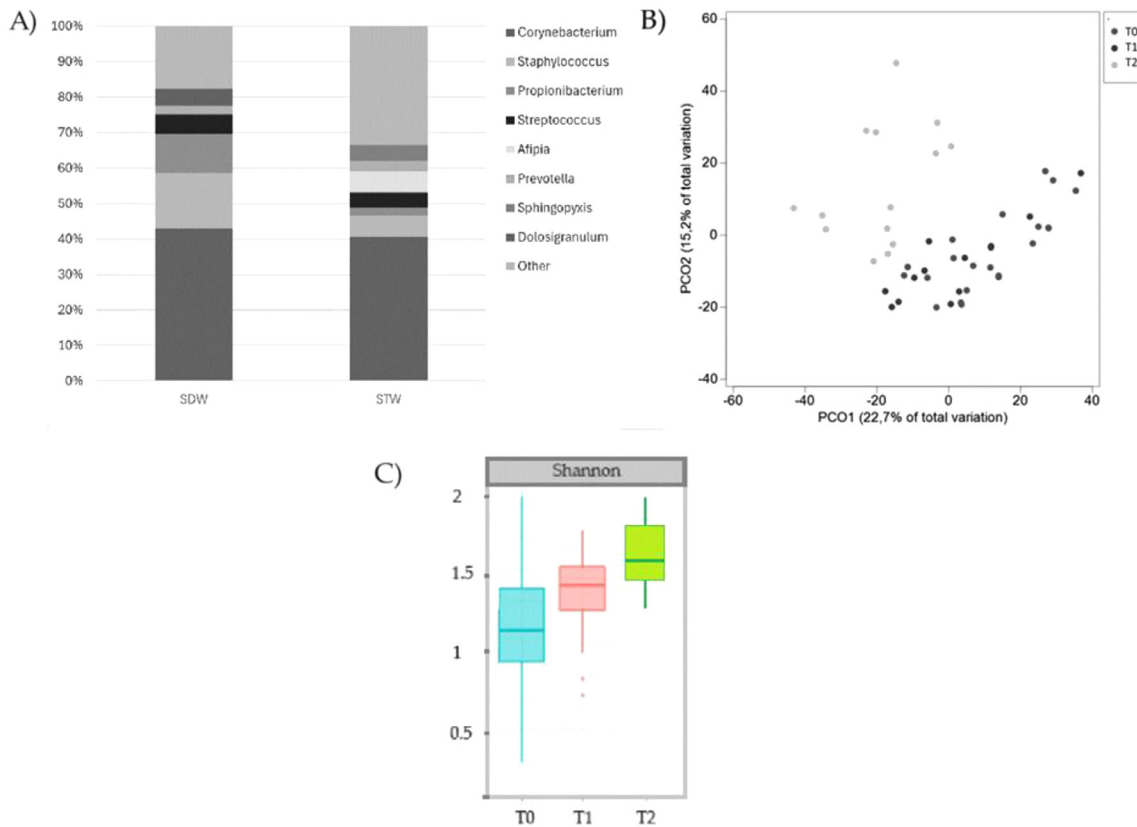 A)
100%
90%
80%
70%
60%
50%
40%
30%
20%
10%
0%
SDW
STW
Corynebacterium
Staphylococcus
Propionibacterium
Streptococcus
Afipia
Prevotella
Sphingopyxis
Dolosigranulum
Other
B)
PCO2 (15,2% of total variation)
60
40
20
0
-20
-40
-60
-40
-20
0
20
40
PCO1 (22,7% of total variation)
T0
T1
T2
C)
Shannon
2
1.5
1
0.5
T0
T1
T2